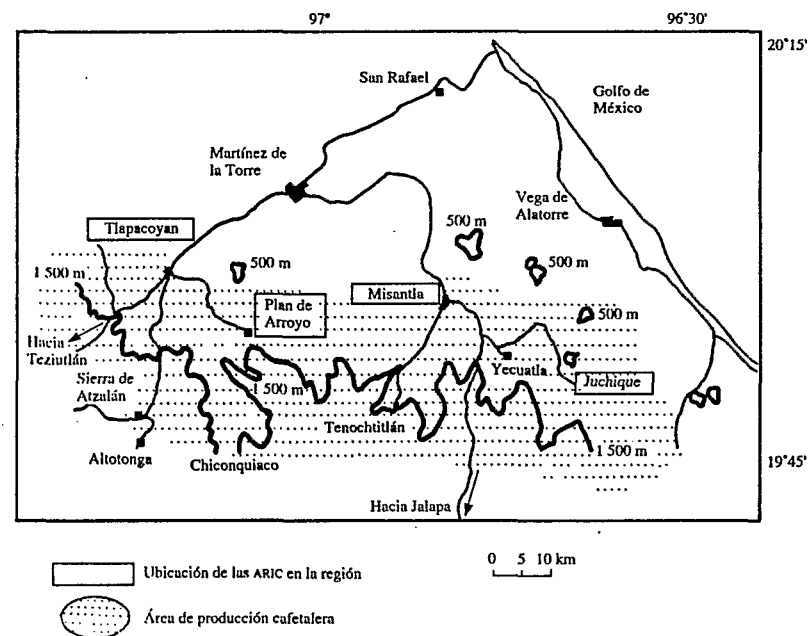 97°
96°30'
20°15'
San Rafael
Golfo de
México
Martínez de
la Torre
Vega de
Alatorre
Tlapacoyan
500 m
500 m
500 m
1 500 m
Misantla
Plan de
Arroyo
500 m
Hacia
Teziutlán
Yecuatla
Juchique
Sierra de
Atzalán
1 500 m
Tenochtitlán
Altotonga
Chiconquiaco
1 500 m
19°45'
Hacia Jalapa
Ubicación de las ARIC en la región
0 5 10 km
Área de producción cafetalera